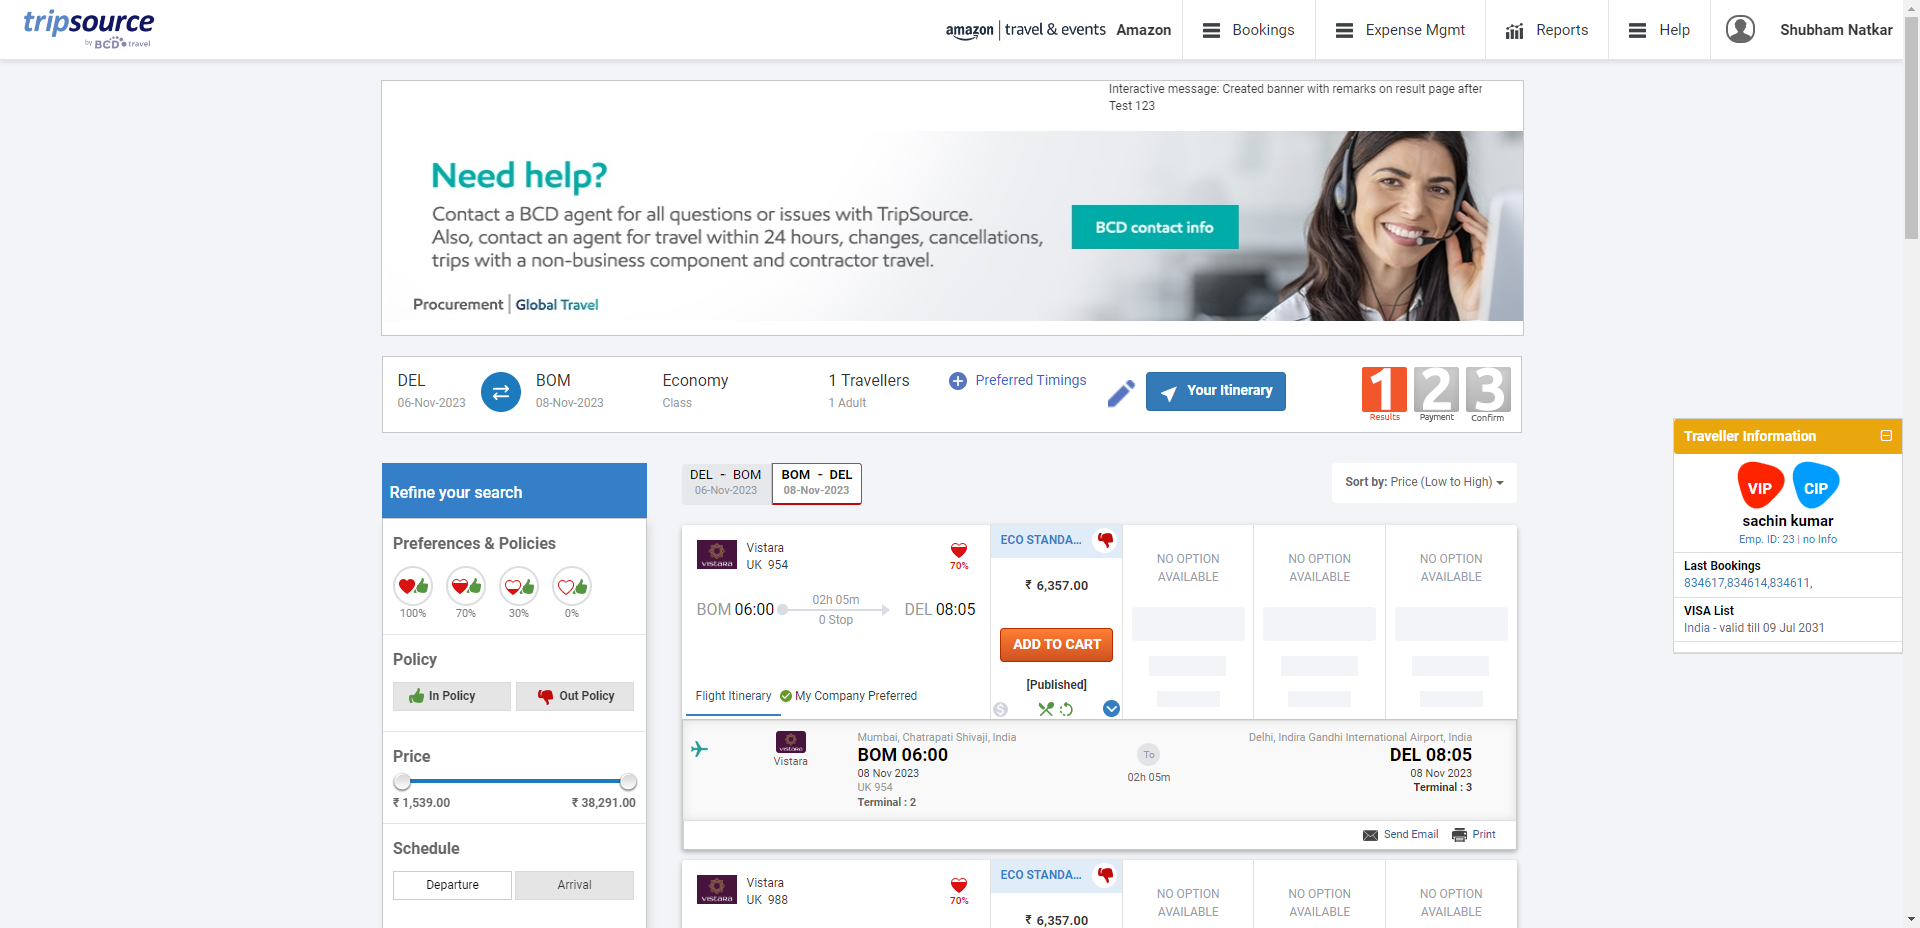 tripsource
by BCD travel
amazon | travel & events Amazon
Bookings
Expense Mgmt
Reports
Help
Shubham Natkar
Interactive message: Created banner with remarks on result page after
Test 123
Need help?
Contact a BCD agent for all questions or issues with TripSource.
Also, contact an agent for travel within 24 hours, changes, cancellations,
trips with a non-business component and contractor travel.
BCD contact info
Procurement | Global Travel
DEL
06-Nov-2023
BOM
08-Nov-2023
Economy
Class
1 Travellers
1 Adult
Preferred Timings
Your Itinerary
1
Results
2
Payment
3
Confirm
Traveller Information
VIP
CIP
sachin kumar
Emp. ID: 23 | no Info
Last Bookings
834617,834614,834611,
VISA List
India - valid till 09 Jul 2031
Refine your search
Preferences & Policies
100%
70%
30%
0%
Policy
In Policy
Out Policy
Price
₹ 1,539.00
₹ 38,291.00
Schedule
Departure
Arrival
DEL - BOM
06-Nov-2023
BOM - DEL
08-Nov-2023
Sort by: Price (Low to High)
VISTARA
Vistara
UK 954
70%
BOM 06:00
02h 05m
0 Stop
DEL 08:05
Flight Itinerary
My Company Preferred
ECO STANDA...
₹ 6,357.00
ADD TO CART
[Published]
NO OPTION
AVAILABLE
NO OPTION
AVAILABLE
NO OPTION
AVAILABLE
VISTARA
Vistara
Mumbai, Chatrapati Shivaji, India
BOM 06:00
08 Nov 2023
UK 954
Terminal : 2
To
02h 05m
Delhi, Indira Gandhi International Airport, India
DEL 08:05
08 Nov 2023
Terminal : 3
Send Email
Print
VISTARA
Vistara
UK 988
70%
ECO STANDA...
₹ 6,357.00
NO OPTION
AVAILABLE
NO OPTION
AVAILABLE
NO OPTION
AVAILABLE